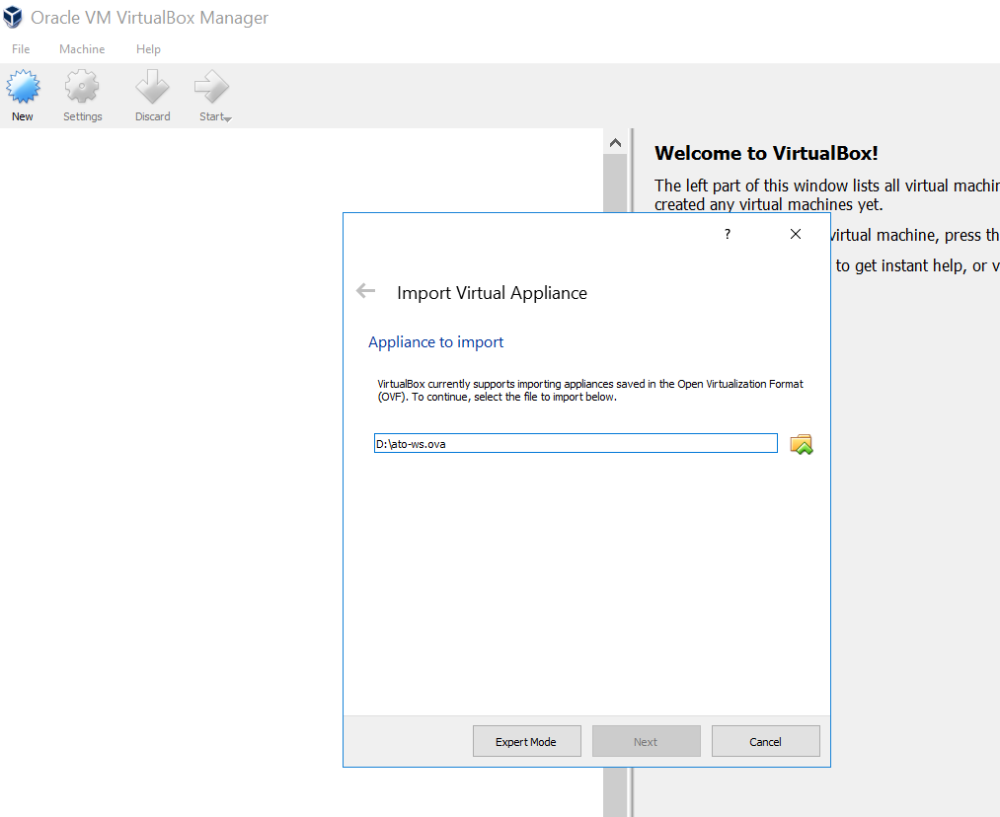 Oracle VM VirtualBox Manager
File Machine Help
New Settings Discard Start
Welcome to VirtualBox!
The left part of this window lists all virtual
created any virtual machines yet.
virtual machine, press
to get instant help, or
?
Import Virtual Appliance
Appliance to import
VirtualBox currently supports importing appliances saved in the Open Virtualization Format
(OVF). To continue, select the file to import below.
D:\ato-ws.ova
Expert Mode Next Cancel